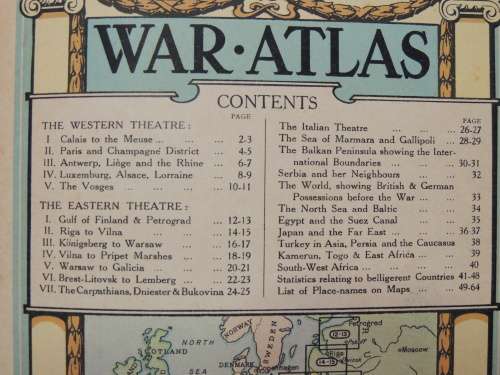 WAR·ATLAS
CONTENTS
PAGE
THE WESTERN THEATRE:
I Calais to the Meuse ... ... ... 2-3
II. Paris and Champagne District ... 4-5
III. Antwerp, Liège and the Rhine ... 6-7
IV. Luxemburg, Alsace, Lorraine ... 8-9
V. The Vosges ... ... ... 10-11
THE EASTERN THEATRE:
I. Gulf of Finland & Petrograd ... 12-13
II. Riga to Vilna ... ... ... 14-15
III. Königsberg to Warsaw ... 16-17
IV. Vilna to Pripet Marshes ... 18-19
V. Warsaw to Galicia ... ... 20-21
VI. Brest-Litovsk to Lemberg ... 22-23
VII. The Carpathians, Dniester & Bukovina 24-25
PAGE
The Italian Theatre ... ... ... 26-27
The Sea of Marmara and Gallipoli ... 28-29
The Balkan Peninsula showing the Inter-
national Boundaries ... ... ... 30-31
Serbia and her Neighbours ... ... 32
The World, showing British & German
Possessions before the War ... ... 33
The North Sea and Baltic ... ... 34
Egypt and the Suez Canal ... ... 35
Japan and the Far East ... ... 36-37
Turkey in Asia, Persia and the Caucasus 38
Kamerun, Togo & East Africa ... ... 39
South-West Africa ... ... ... 40
Statistics relating to belligerent Countries 41-48
List of Place-names on Maps ... ... 49-64
NORWAY
SWEDEN
Petrograd
12-13
SCOTLAND
NORTH
SEA
DENMARK
Riga
14-15
Moscow